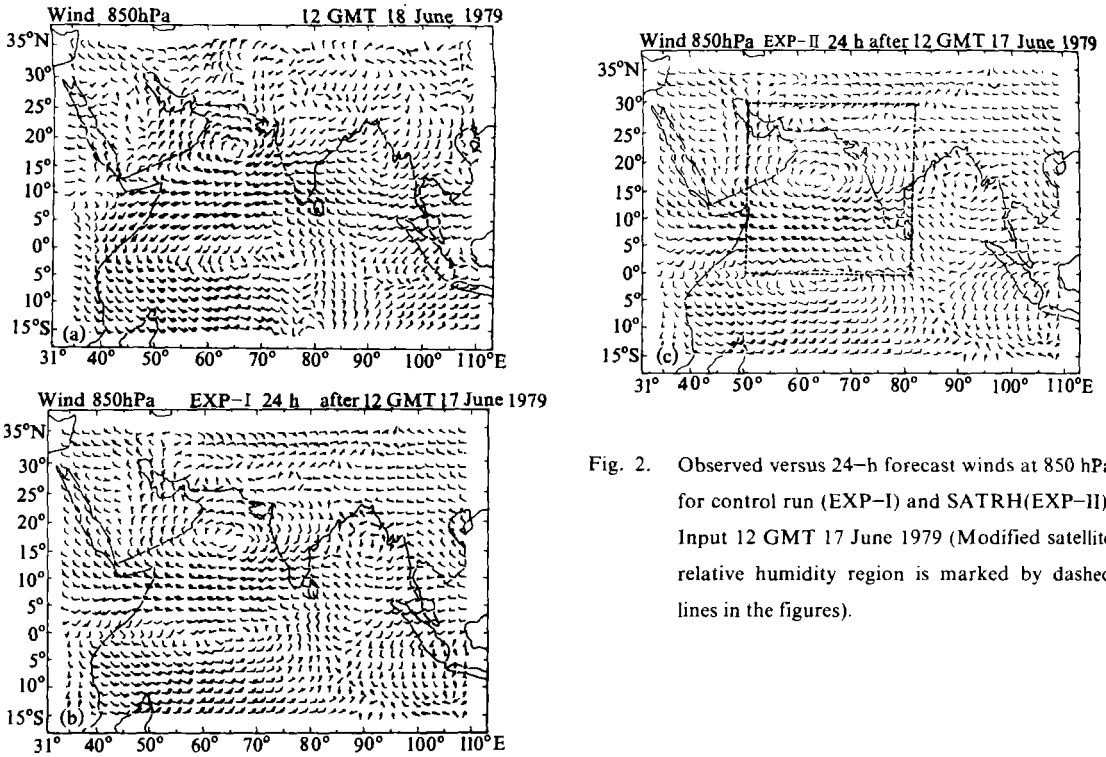 Wind 850hPa 12 GMT 18 June 1979
35°N
30°
25°
20°
15°
10°
5°
0°
5°
10°
15°S
(a)
31° 40° 50° 60° 70° 80° 90° 100° 110°E
Wind 850hPa EXP-I 24 h after 12 GMT 17 June 1979
35°N
30°
25°
20°
15°
10°
5°
0°
5°
10°
15°S
(b)
31° 40° 50° 60° 70° 80° 90° 100° 110°E
Wind 850hPa EXP-II 24 h after 12 GMT 17 June 1979
35°N
30°
25°
20°
15°
10°
5°
0°
5°
10°
15°S
(c)
31° 40° 50° 60° 70° 80° 90° 100° 110°E
Fig. 2. Observed versus 24-h forecast winds at 850 hPa
for control run (EXP-I) and SATRH(EXP-II)
Input 12 GMT 17 June 1979 (Modified satellite
relative humidity region is marked by dashed
lines in the figures).